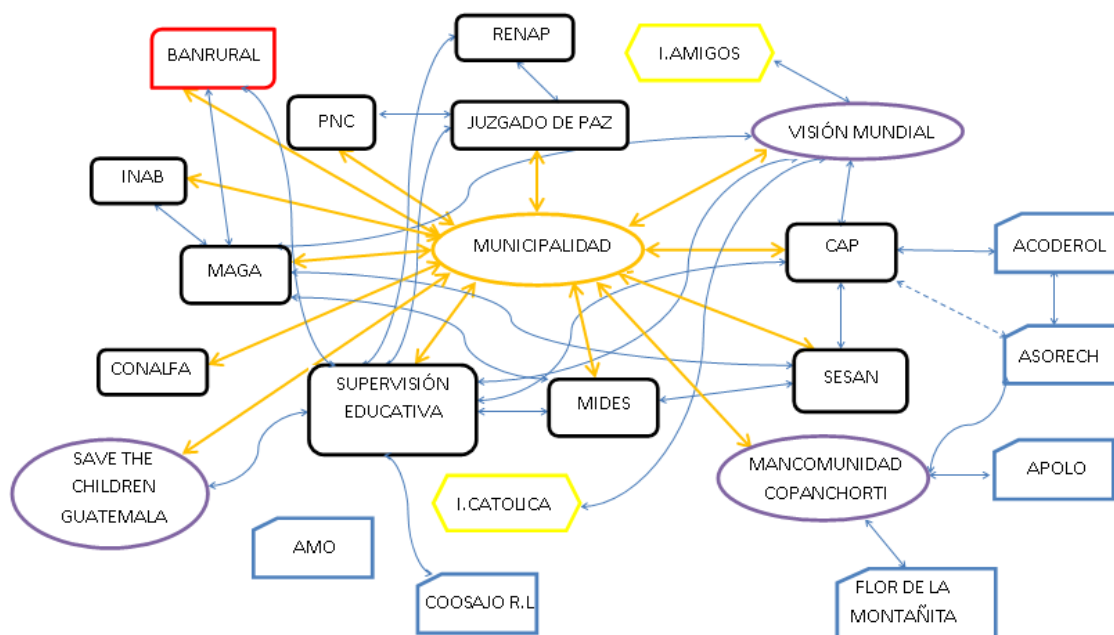 RENAP
BANRURAL
I.AMIGOS
PNC
JUZGADO DE PAZ
VISIÓN MUNDIAL
INAB
MUNICIPALIDAD
CAP
ACODEROL
MAGA
CONALFA
SUPERVISIÓN
EDUCATIVA
MIDES
SESAN
ASORECH
SAVE THE
CHILDREN
GUATEMALA
I.CATOLICA
MANCOMUNIDAD
COPANCHORTI
APOLO
AMO
COOSAJO R.L
FLOR DE LA
MONTAÑITA